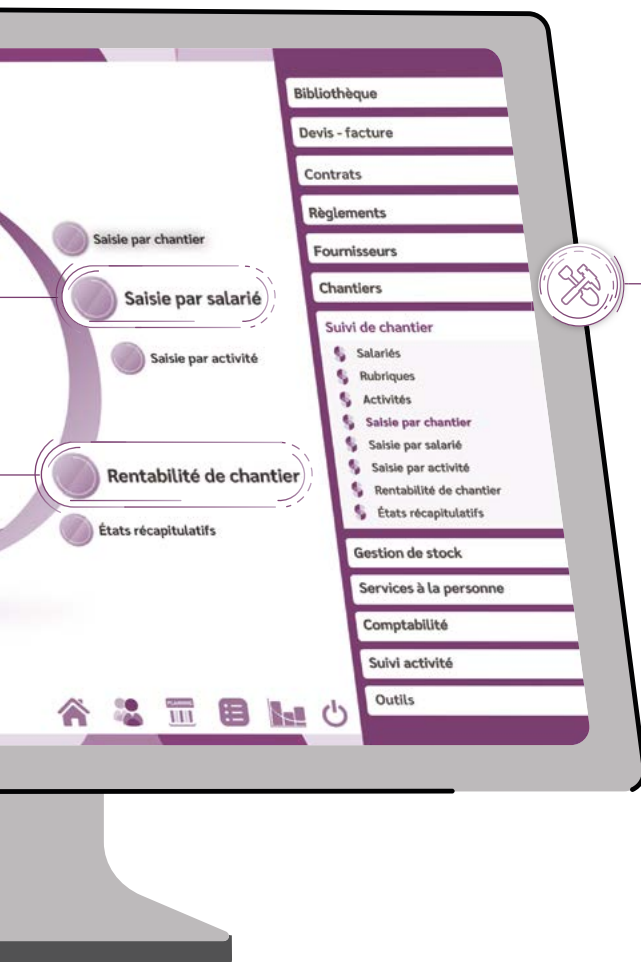 Saisie par chantier
Saisie par salarié
Saisie par activité
Rentabilité de chantier
États récapitulatifs
PLANNING
Bibliothèque
Devis - facture
Contrats
Règlements
Fournisseurs
Chantiers
Suivi de chantier
Salariés
Rubriques
Activités
Saisie par chantier
Saisie par salarié
Saisie par activité
Rentabilité de chantier
États récapitulatifs
Gestion de stock
Services à la personne
Comptabilité
Suivi activité
Outils